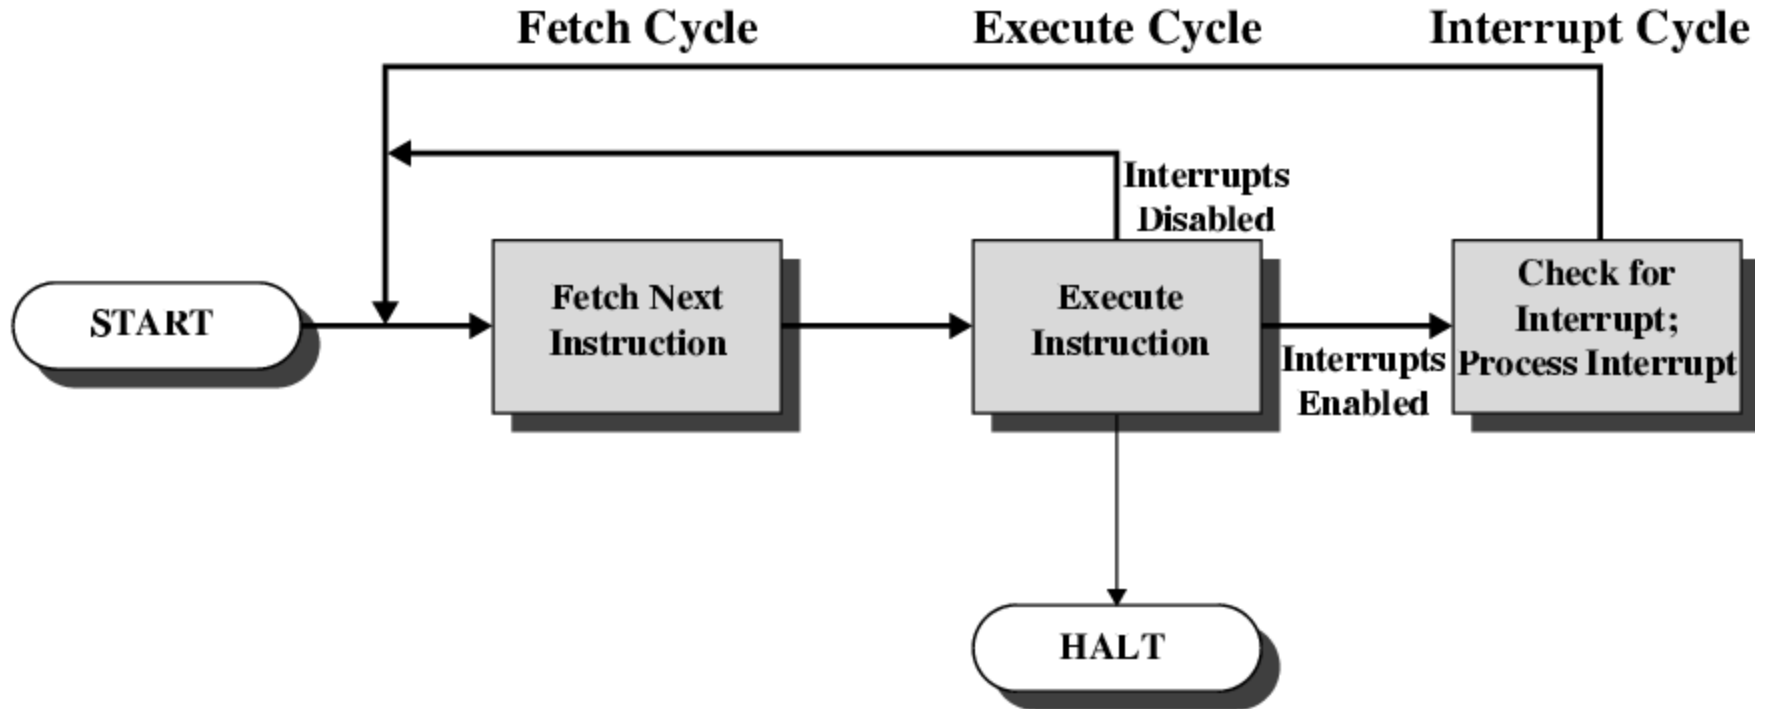 Fetch Cycle
Execute Cycle
Interrupt Cycle
Interrupts
Disabled
START
Fetch Next
Instruction
Execute
Instruction
Interrupts
Enabled
Check for
Interrupt;
Process Interrupt
HALT